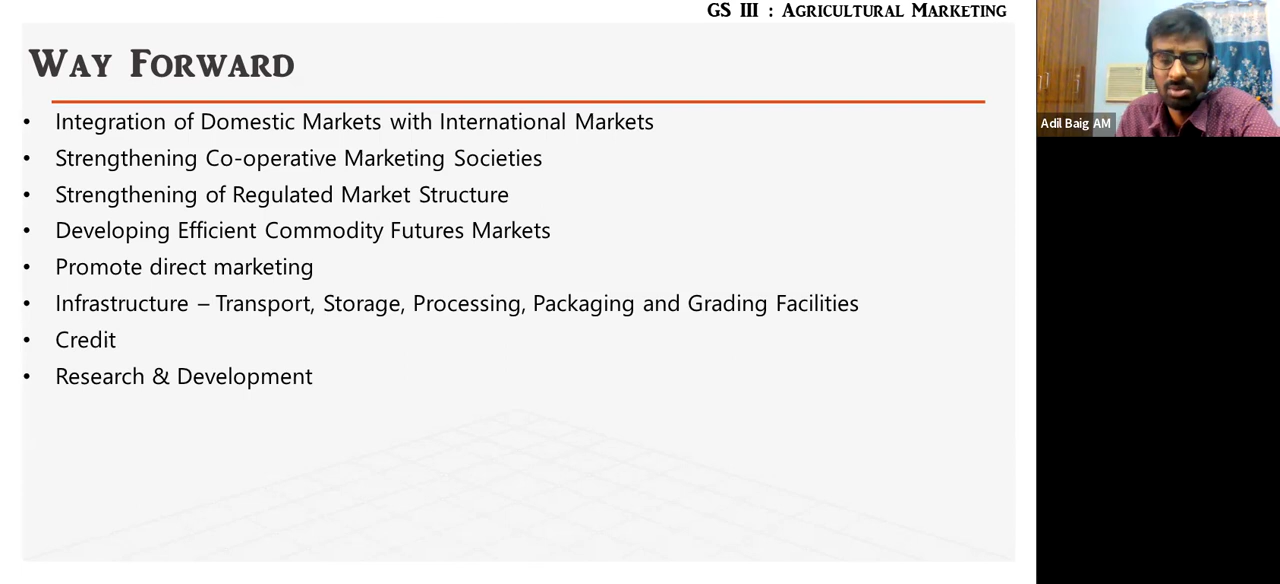 GS III : Agricultural Marketing
Way Forward
• Integration of Domestic Markets with International Markets
• Strengthening Co-operative Marketing Societies
• Strengthening of Regulated Market Structure
• Developing Efficient Commodity Futures Markets
• Promote direct marketing
• Infrastructure – Transport, Storage, Processing, Packaging and Grading Facilities
• Credit
• Research & Development
Adil Baig AM